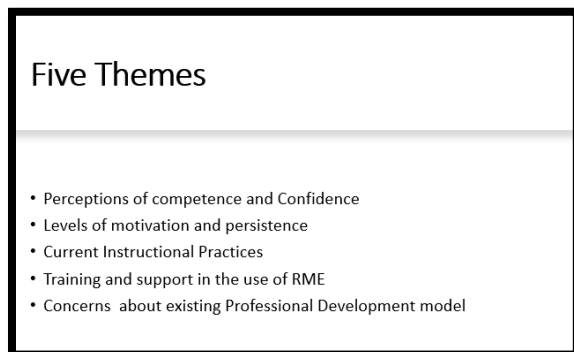 Five Themes
• Perceptions of competence and Confidence
• Levels of motivation and persistence
• Current Instructional Practices
• Training and support in the use of RME
• Concerns  about existing Professional Development model